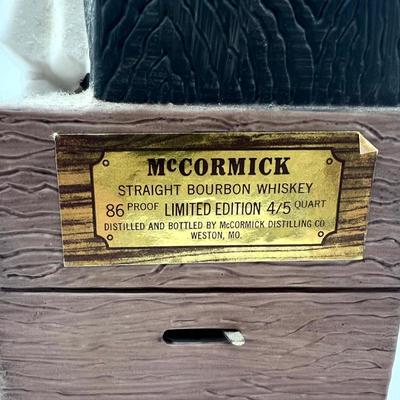 McCORMICK
STRAIGHT BOURBON WHISKEY
86 PROOF LIMITED EDITION 4/5 QUART
DISTILLED AND BOTTLED BY McCORMICK DISTILLING CO.
WESTON, MO.